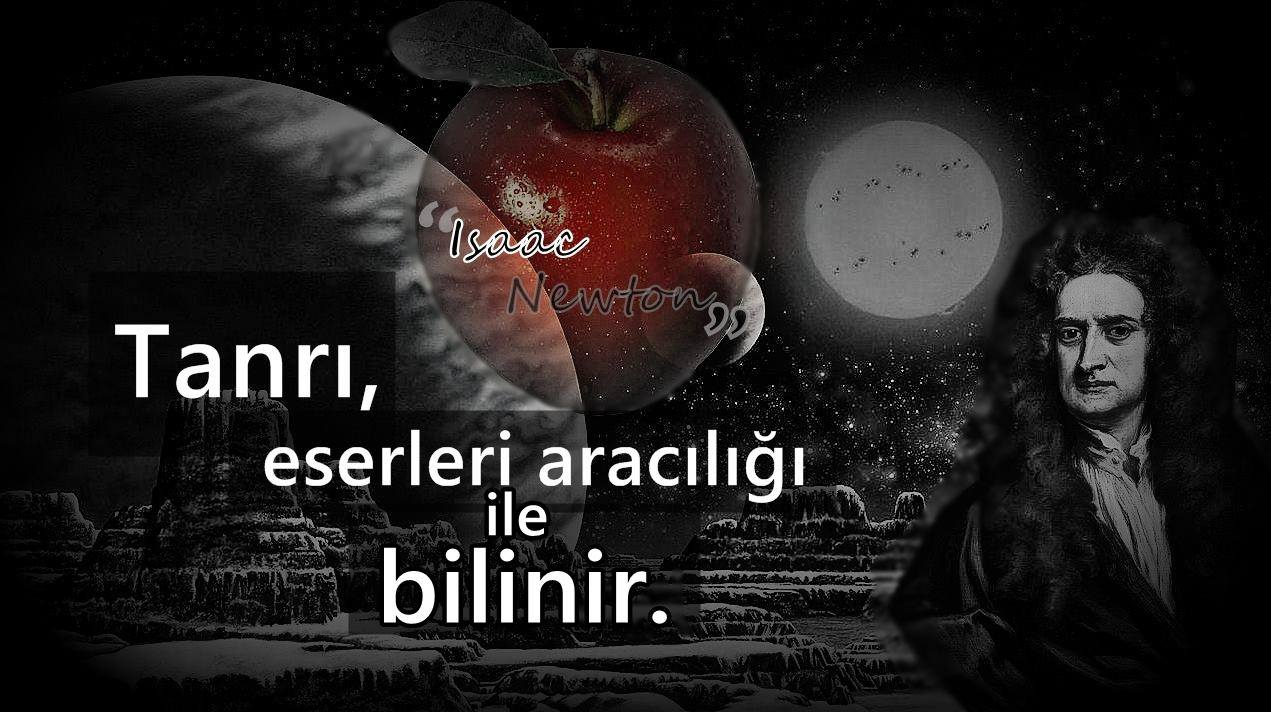 “Isaac
Newton”
Tanrı,
eserleri aracılığı
ile
bilinir.